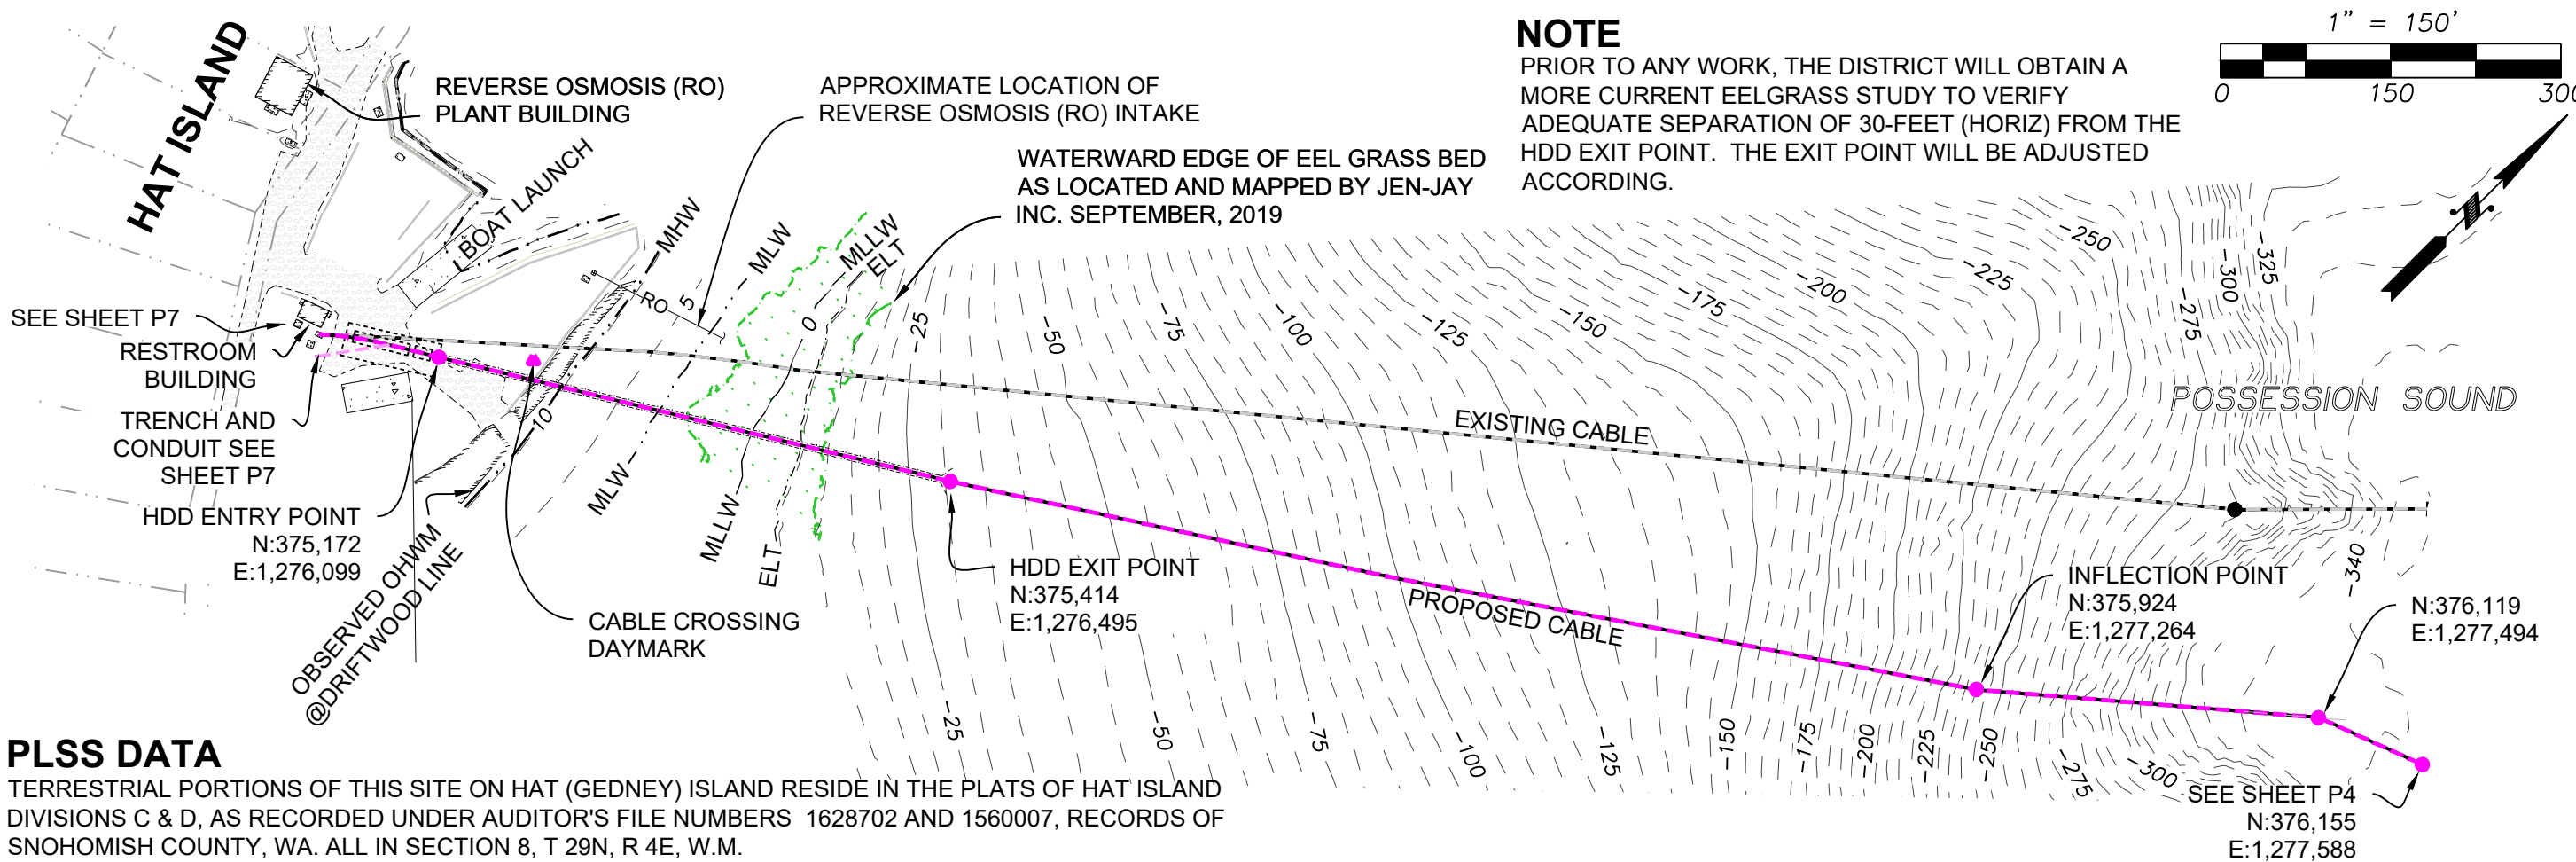 HAT ISLAND
REVERSE OSMOSIS (RO)
PLANT BUILDING
BOAT LAUNCH
APPROXIMATE LOCATION OF
REVERSE OSMOSIS (RO) INTAKE
WATERWARD EDGE OF EEL GRASS BED
AS LOCATED AND MAPPED BY JEN-JAY
INC. SEPTEMBER, 2019
NOTE
PRIOR TO ANY WORK, THE DISTRICT WILL OBTAIN A
MORE CURRENT EELGRASS STUDY TO VERIFY
ADEQUATE SEPARATION OF 30-FEET (HORIZ) FROM THE
HDD EXIT POINT. THE EXIT POINT WILL BE ADJUSTED
ACCORDING.
1" = 150'
0 150 300
MHW
MLW
MLLW
ELT
RO
5
0
-25
-50
-75
-100
-125
-150
-175
-200
-225
-250
-275
-300
-325
SEE SHEET P7
RESTROOM
BUILDING
TRENCH AND
CONDUIT SEE
SHEET P7
HDD ENTRY POINT
N:375,172
E:1,276,099
OBSERVED OHWM
@DRIFTWOOD LINE
10
MLW
MLLW
ELT
CABLE CROSSING
DAYMARK
HDD EXIT POINT
N:375,414
E:1,276,495
EXISTING CABLE
PROPOSED CABLE
POSSESSION SOUND
INFLECTION POINT
N:375,924
E:1,277,264
-340
N:376,119
E:1,277,494
-25
-50
-75
-100
-125
-150
-175
-200
-225
-250
-275
-300
SEE SHEET P4
N:376,155
E:1,277,588
PLSS DATA
TERRESTRIAL PORTIONS OF THIS SITE ON HAT (GEDNEY) ISLAND RESIDE IN THE PLATS OF HAT ISLAND
DIVISIONS C & D, AS RECORDED UNDER AUDITOR'S FILE NUMBERS 1628702 AND 1560007, RECORDS OF
SNOHOMISH COUNTY, WA. ALL IN SECTION 8, T 29N, R 4E, W.M.